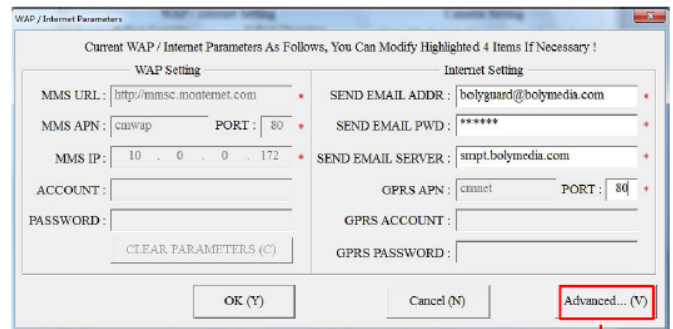 WAP / Internet Parameters
Current WAP / Internet Parameters As Follows, You Can Modify Highlighted 4 Items If Necessary !
WAP Setting
MMS URL : http://mmsc.monternet.com *
MMS APN : cmwap PORT : 80 *
MMS IP : 10 . 0 . 0 . 172 *
ACCOUNT :
PASSWORD :
CLEAR PARAMETERS (C)
Internet Setting
SEND EMAIL ADDR : bolyguard@bolymedia.com *
SEND EMAIL PWD : ****** *
SEND EMAIL SERVER : smpt.bolymedia.com *
GPRS APN : cmnet PORT : 80 *
GPRS ACCOUNT :
GPRS PASSWORD :
OK (Y) Cancel (N) Advanced... (V)